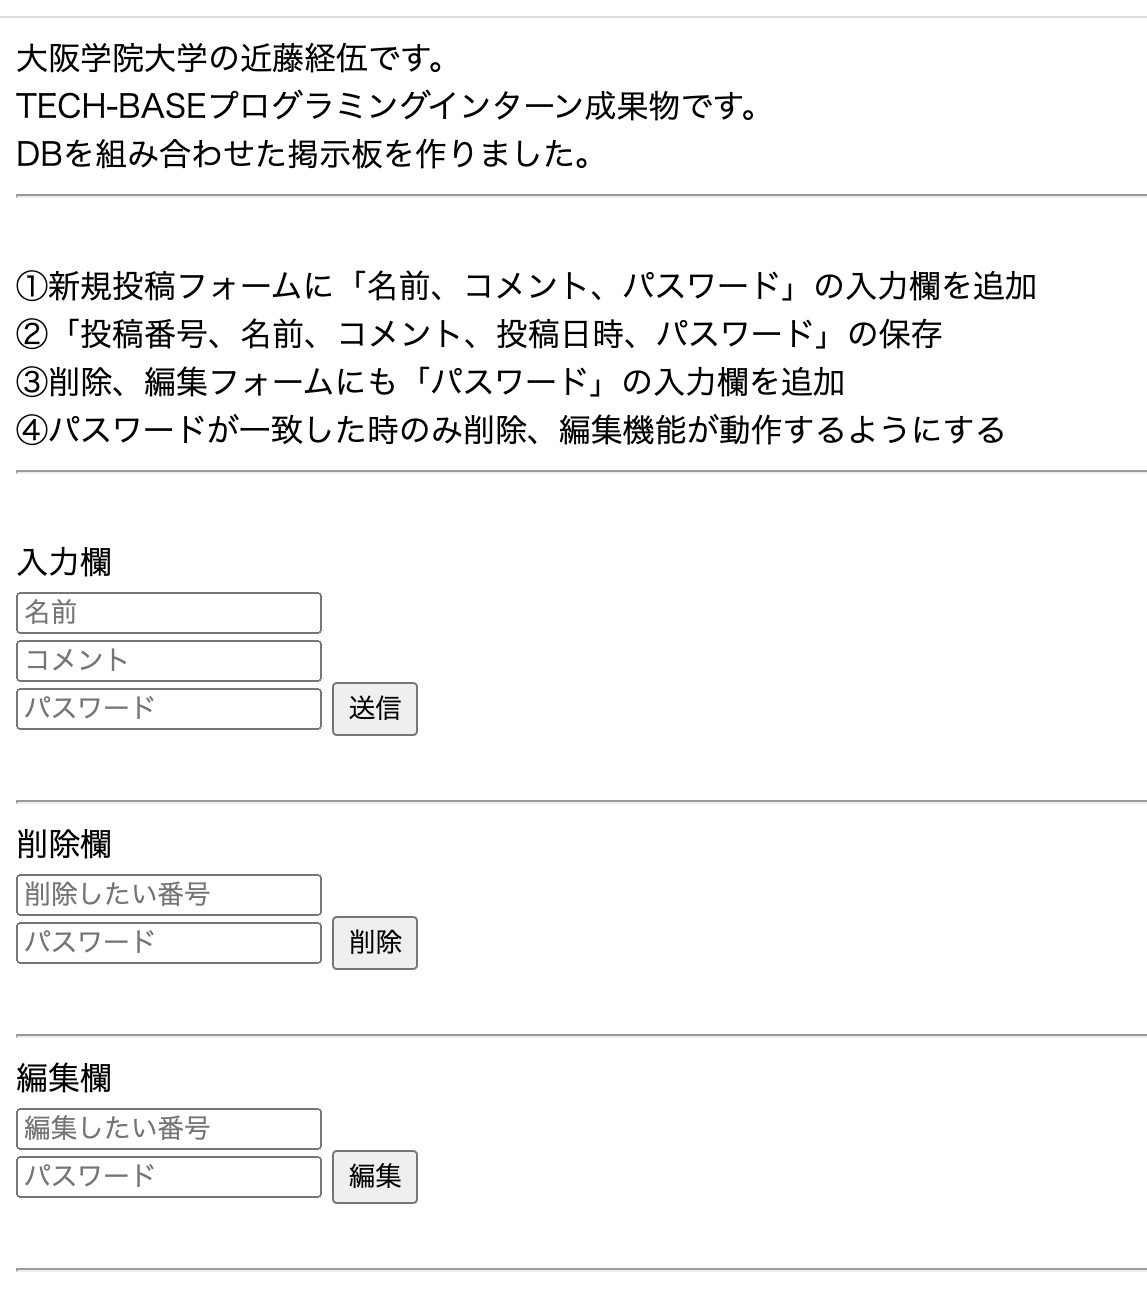 大阪学院大学の近藤経伍です。
TECH-BASEプログラミングインターン成果物です。
DBを組み合わせた掲示板を作りました。
①新規投稿フォームに「名前、コメント、パスワード」の入力欄を追加
②「投稿番号、名前、コメント、投稿日時、パスワード」の保存
③削除、編集フォームにも「パスワード」の入力欄を追加
④パスワードが一致した時のみ削除、編集機能が動作するようにする
入力欄
名前
コメント
パスワード 送信
削除欄
削除したい番号
パスワード 削除
編集欄
編集したい番号
パスワード 編集